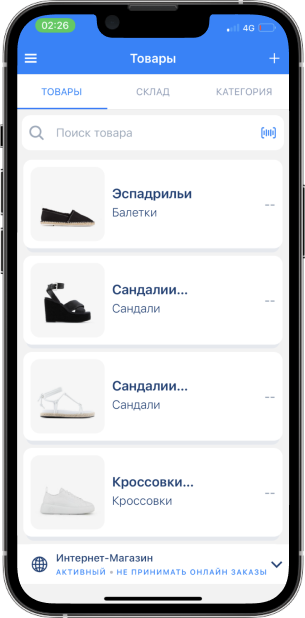 02:26
4G
Товары
ТОВАРЫ
СКЛАД
КАТЕГОРИЯ
Поиск товара
Эспадрильи
Балетки
--
Сандалии...
Сандали
--
Сандалии...
Сандали
--
Кроссовки...
Кроссовки
--
Интернет-Магазин
АКТИВНЫЙ • НЕ ПРИНИМАТЬ ОНЛАЙН ЗАКАЗЫ